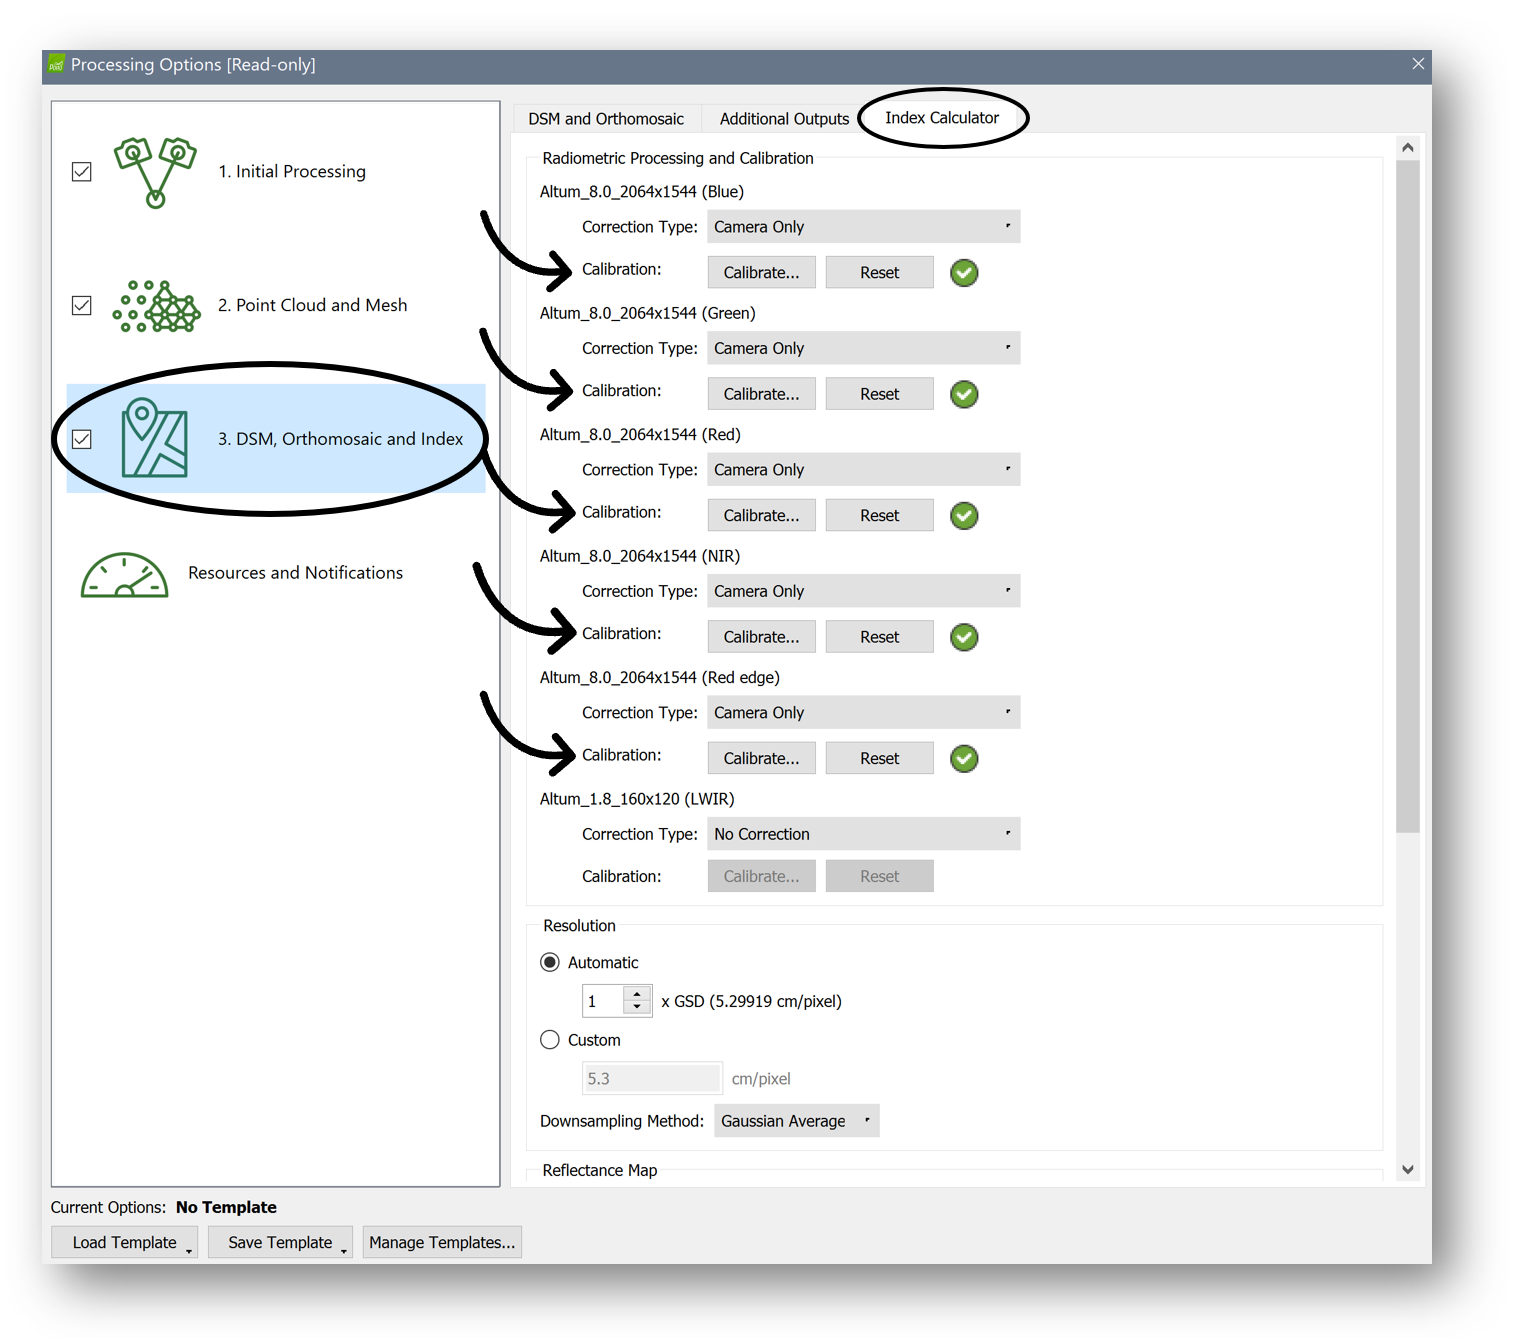 Processing Options [Read-only]
1. Initial Processing
2. Point Cloud and Mesh
3. DSM, Orthomosaic and Index
Resources and Notifications
DSM and Orthomosaic Additional Outputs Index Calculator
Radiometric Processing and Calibration
Altum_8.0_2064x1544 (Blue)
Correction Type: Camera Only
Calibration: Calibrate... Reset
Altum_8.0_2064x1544 (Green)
Correction Type: Camera Only
Calibration: Calibrate... Reset
Altum_8.0_2064x1544 (Red)
Correction Type: Camera Only
Calibration: Calibrate... Reset
Altum_8.0_2064x1544 (NIR)
Correction Type: Camera Only
Calibration: Calibrate... Reset
Altum_8.0_2064x1544 (Red edge)
Correction Type: Camera Only
Calibration: Calibrate... Reset
Altum_1.8_160x120 (LWIR)
Correction Type: No Correction
Calibration: Calibrate... Reset
Resolution
Automatic
1 x GSD (5.29919 cm/pixel)
Custom
5.3 cm/pixel
Downsampling Method: Gaussian Average
Reflectance Map
Current Options: No Template
Load Template Save Template Manage Templates...